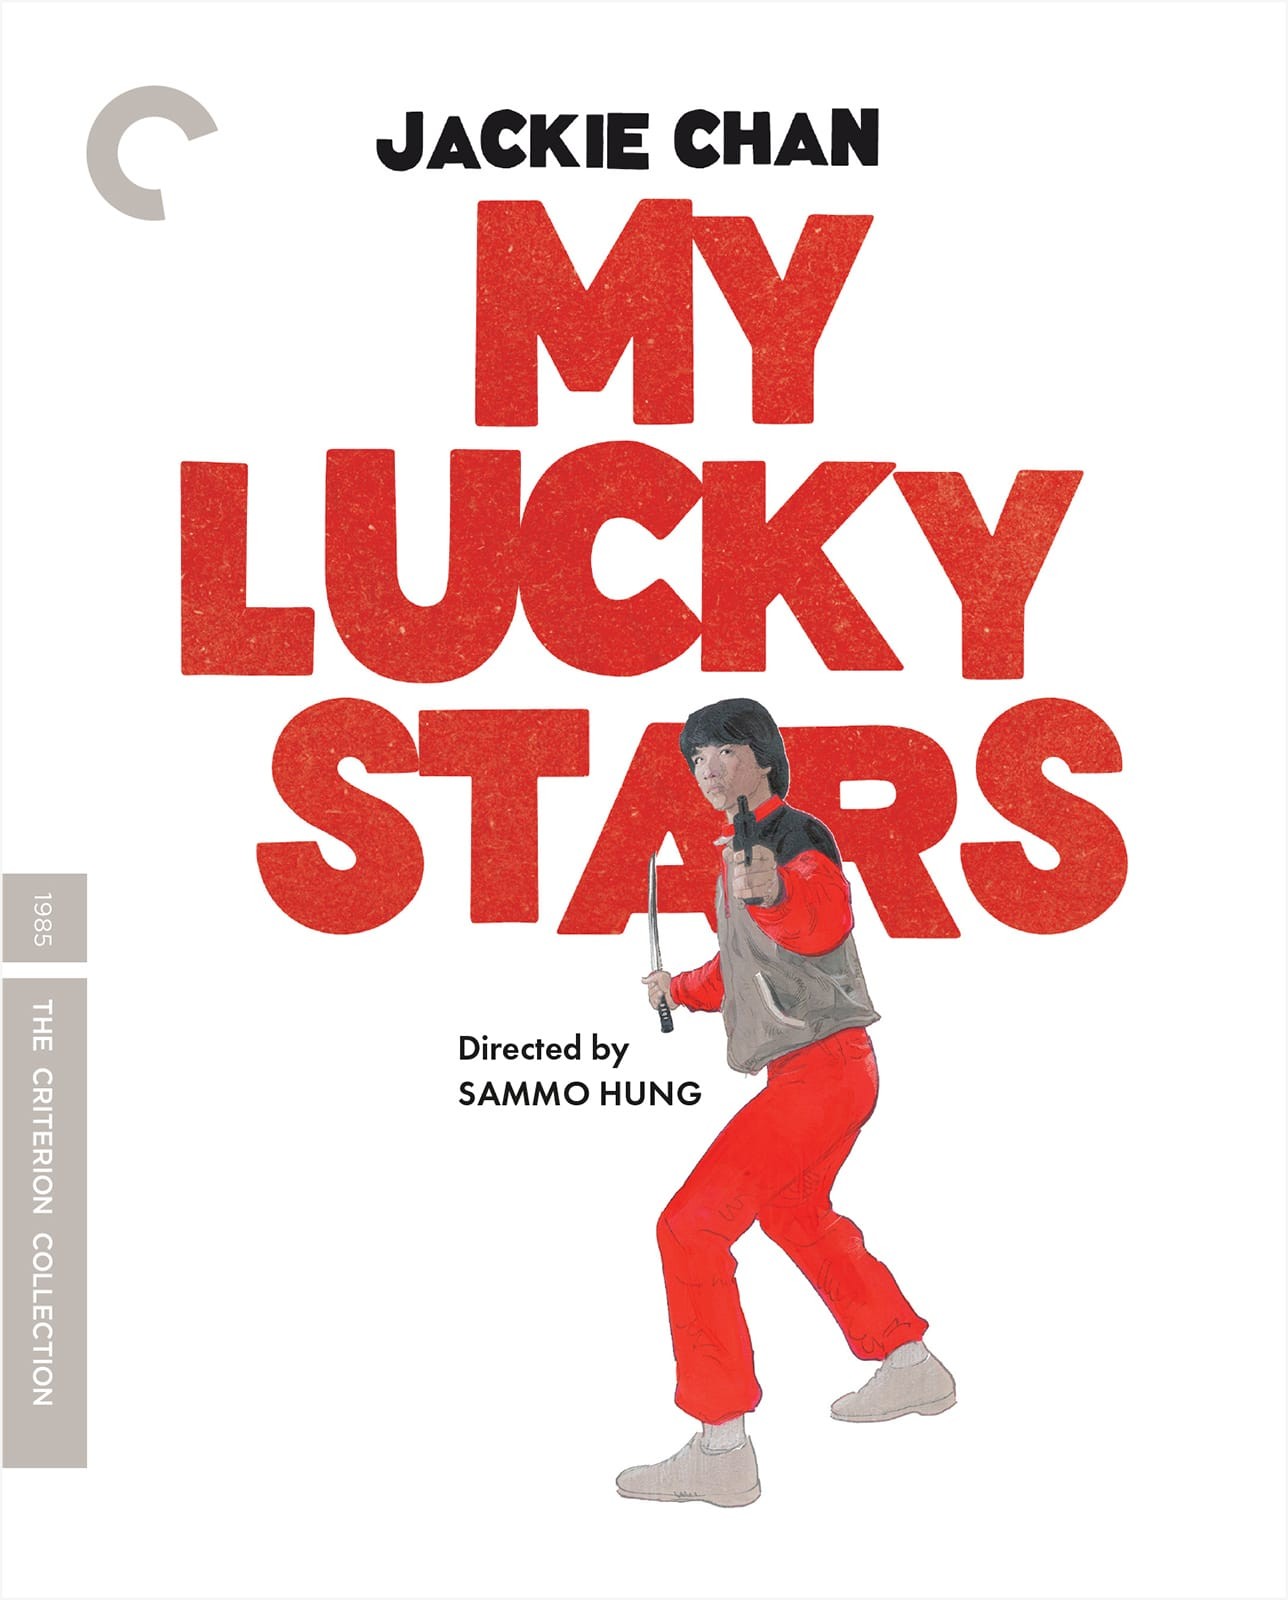 JACKIE CHAN
MY
LUCKY
STARS
Directed by
SAMMO HUNG
1985
THE CRITERION COLLECTION